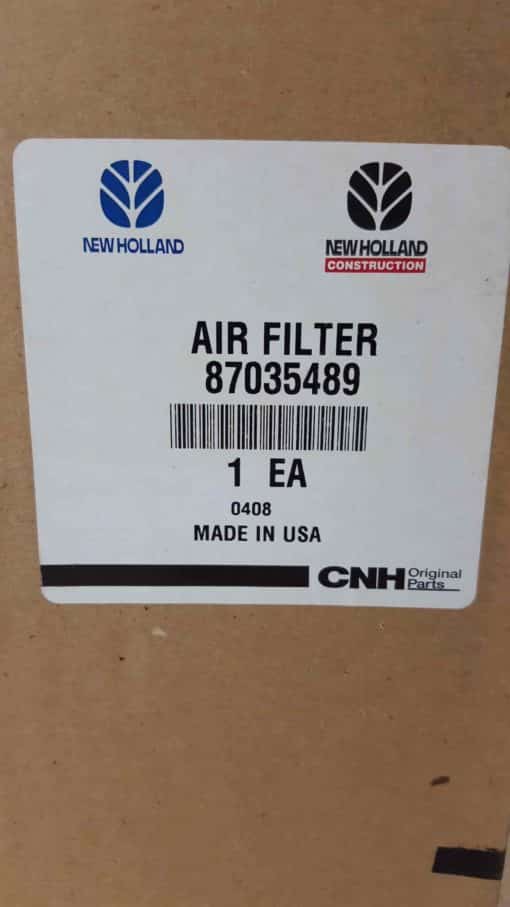 NEW HOLLAND
NEW HOLLAND
CONSTRUCTION
AIR FILTER
87035489
1 EA
0408
MADE IN USA
CNH Original
Parts